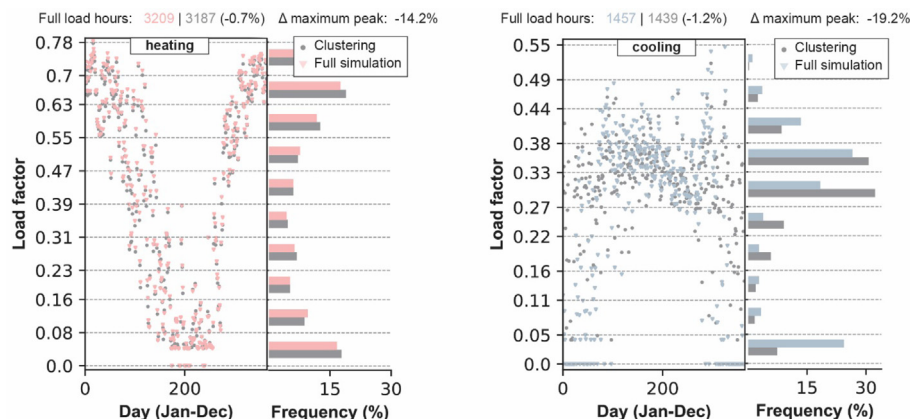 Full load hours: 3209 | 3187 (-0.7%) Δ maximum peak: -14.2%
heating
Clustering
Full simulation
Load factor
0.78
0.7
0.63
0.55
0.47
0.39
0.31
0.23
0.16
0.08
0.0
0 200
15 30
Day (Jan-Dec) Frequency (%)
Full load hours: 1457 | 1439 (-1.2%) Δ maximum peak: -19.2%
cooling
Clustering
Full simulation
Load factor
0.55
0.49
0.44
0.38
0.33
0.27
0.22
0.16
0.11
0.05
0.0
0 200
15 30
Day (Jan-Dec) Frequency (%)